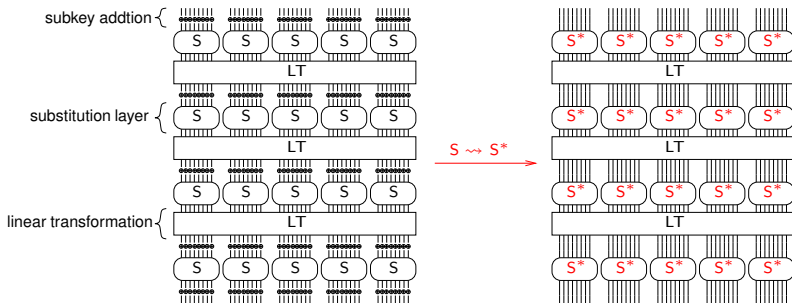 subkey addtion
S S S S S S* S* S* S* S*
LT LT
substitution layer
S S S S S S* S* S* S* S*
LT LT
S ⇝ S*
S S S S S S* S* S* S* S*
linear transformation
LT LT
S S S S S S* S* S* S* S*